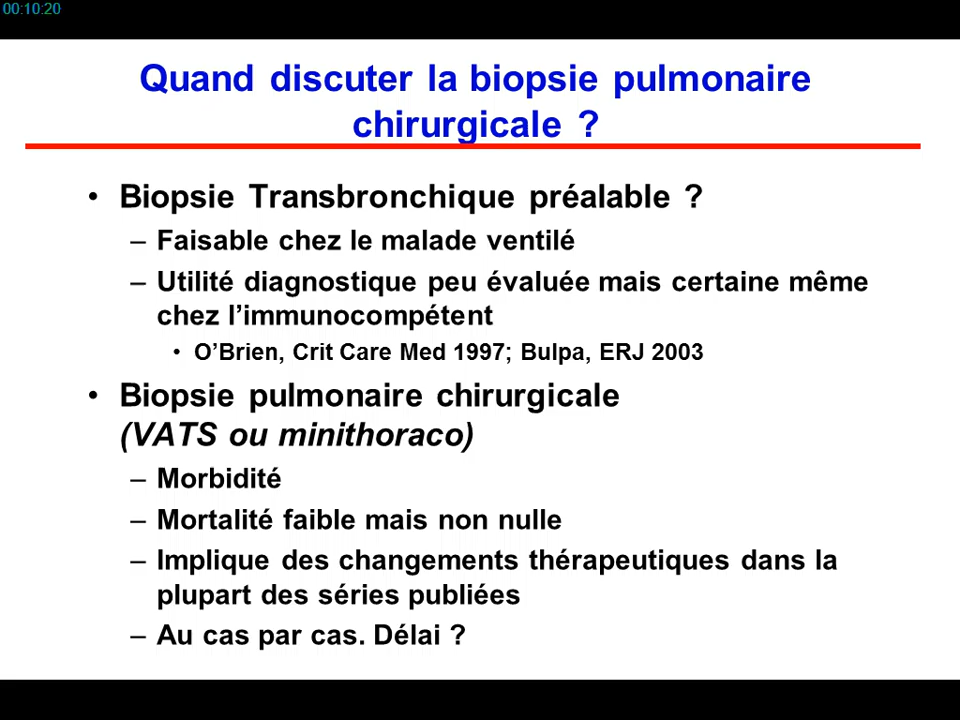 00:10:20
Quand discuter la biopsie pulmonaire
chirurgicale ?
• Biopsie Transbronchique préalable ?
– Faisable chez le malade ventilé
– Utilité diagnostique peu évaluée mais certaine même
chez l’immunocompétent
• O’Brien, Crit Care Med 1997; Bulpa, ERJ 2003
• Biopsie pulmonaire chirurgicale
(VATS ou minithoraco)
– Morbidité
– Mortalité faible mais non nulle
– Implique des changements thérapeutiques dans la
plupart des séries publiées
– Au cas par cas. Délai ?